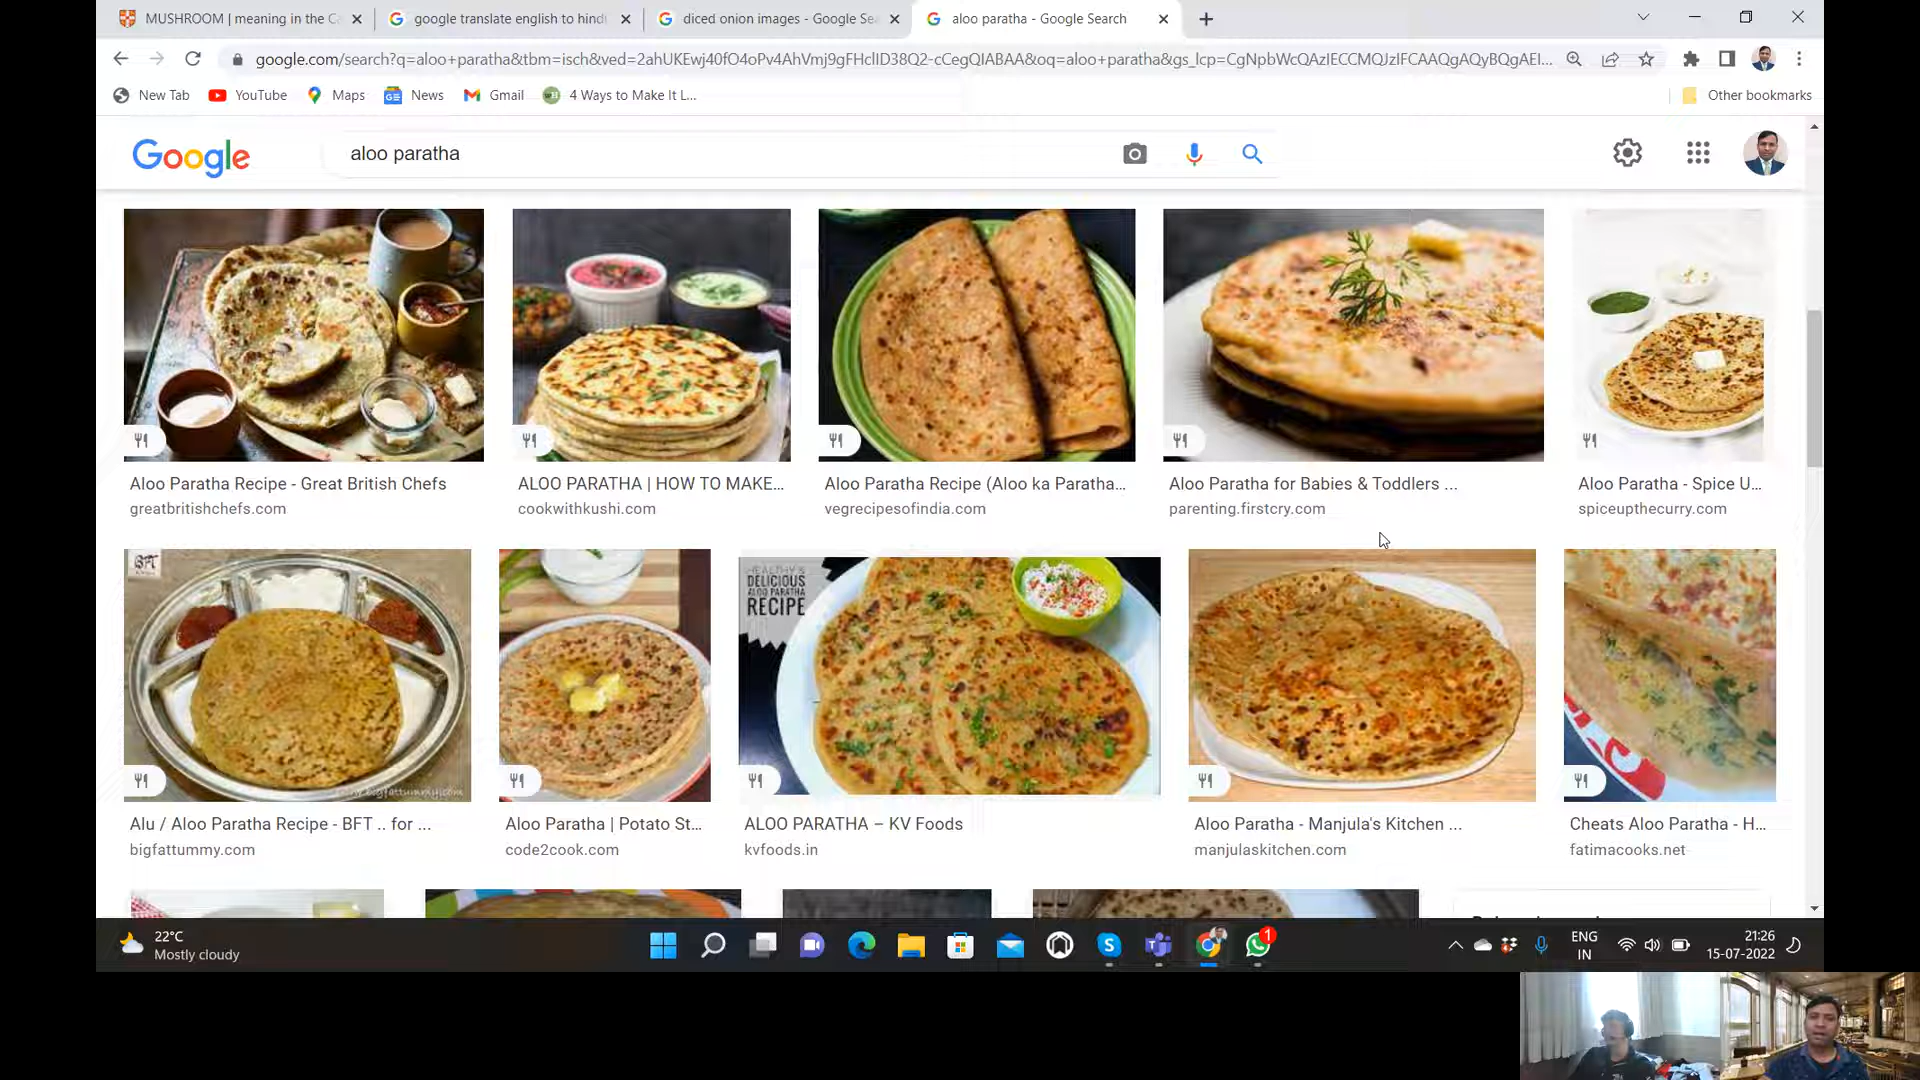 MUSHROOM | meaning in the Ca
google translate english to hindi
diced onion images - Google Sea
aloo paratha - Google Search
google.com/search?q=aloo+paratha&tbm=isch&ved=2ahUKEwj40fO4oPv4AhVmj9gFHclID38Q2-cCegQIABAA&oq=aloo+paratha&gs_lcp=CgNpbWcQAzIECCMQJzIFCAAQgAQyBQgAEI...
New Tab
YouTube
Maps
News
Gmail
4 Ways to Make It L...
Other bookmarks
Google
aloo paratha
Aloo Paratha Recipe - Great British Chefs
greatbritishchefs.com
ALOO PARATHA | HOW TO MAKE...
cookwithkushi.com
Aloo Paratha Recipe (Aloo ka Paratha...
vegrecipesofindia.com
Aloo Paratha for Babies & Toddlers ...
parenting.firstcry.com
Aloo Paratha - Spice U...
spiceupthecurry.com
BFT
HEALTHY &
DELICIOUS
ALOO PARATHA
RECIPE
Alu / Aloo Paratha Recipe - BFT .. for ...
bigfattummy.com
Aloo Paratha | Potato St...
code2cook.com
ALOO PARATHA – KV Foods
kvfoods.in
Aloo Paratha - Manjula's Kitchen ...
manjulaskitchen.com
Cheats Aloo Paratha - H...
fatimacooks.net
22°C
Mostly cloudy
1
ENG
IN
21:26
15-07-2022